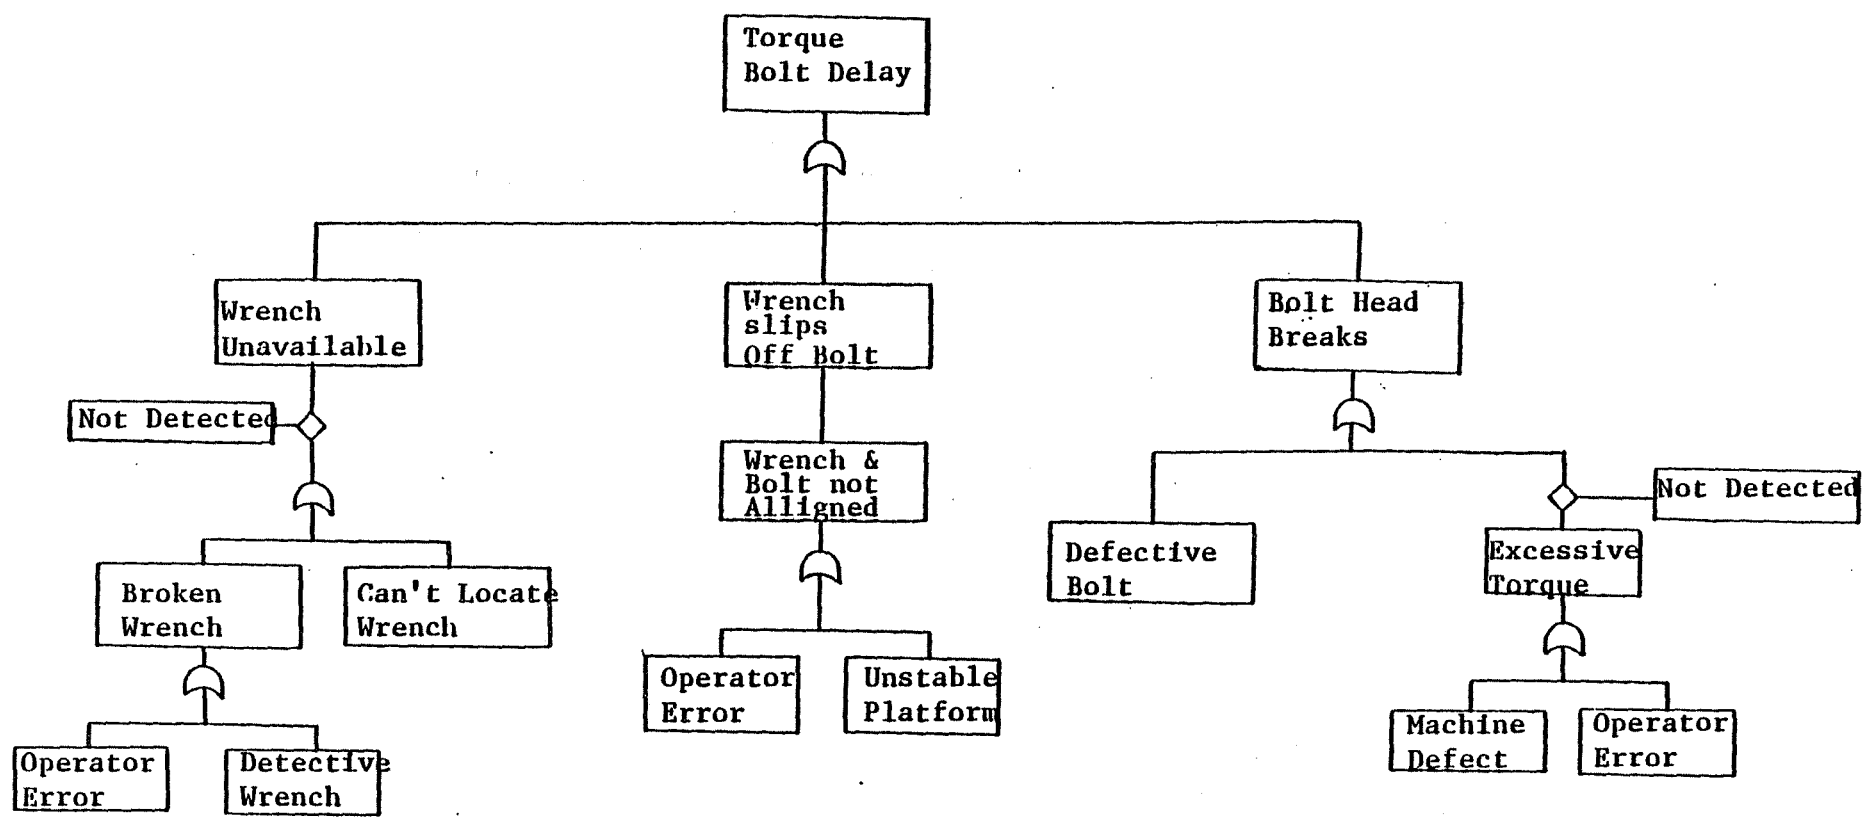 Torque
Bolt Delay
Wrench
Unavailable
Wrench
slips
Off Bolt
Bolt Head
Breaks
Not Detected
Wrench &
Bolt not
Alligned
Not Detected
Defective
Bolt
Excessive
Torque
Broken
Wrench
Can't Locate
Wrench
Operator
Error
Unstable
Platform
Machine
Defect
Operator
Error
Operator
Error
Detective
Wrench